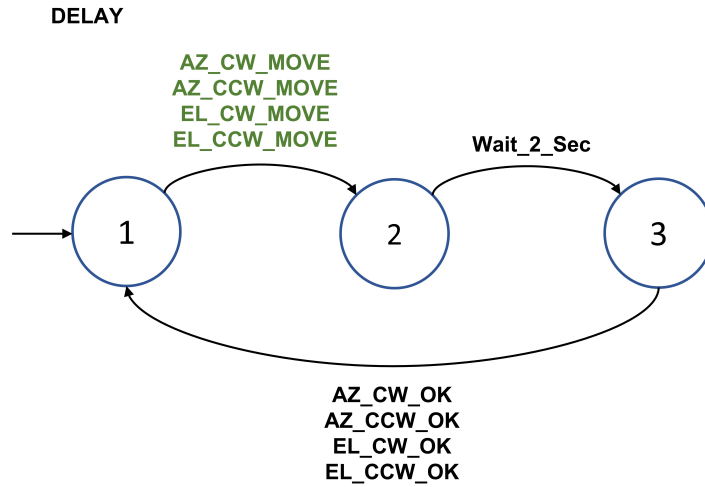 DELAY
AZ_CW_MOVE
AZ_CCW_MOVE
EL_CW_MOVE
EL_CCW_MOVE
Wait_2_Sec
1
2
3
AZ_CW_OK
AZ_CCW_OK
EL_CW_OK
EL_CCW_OK